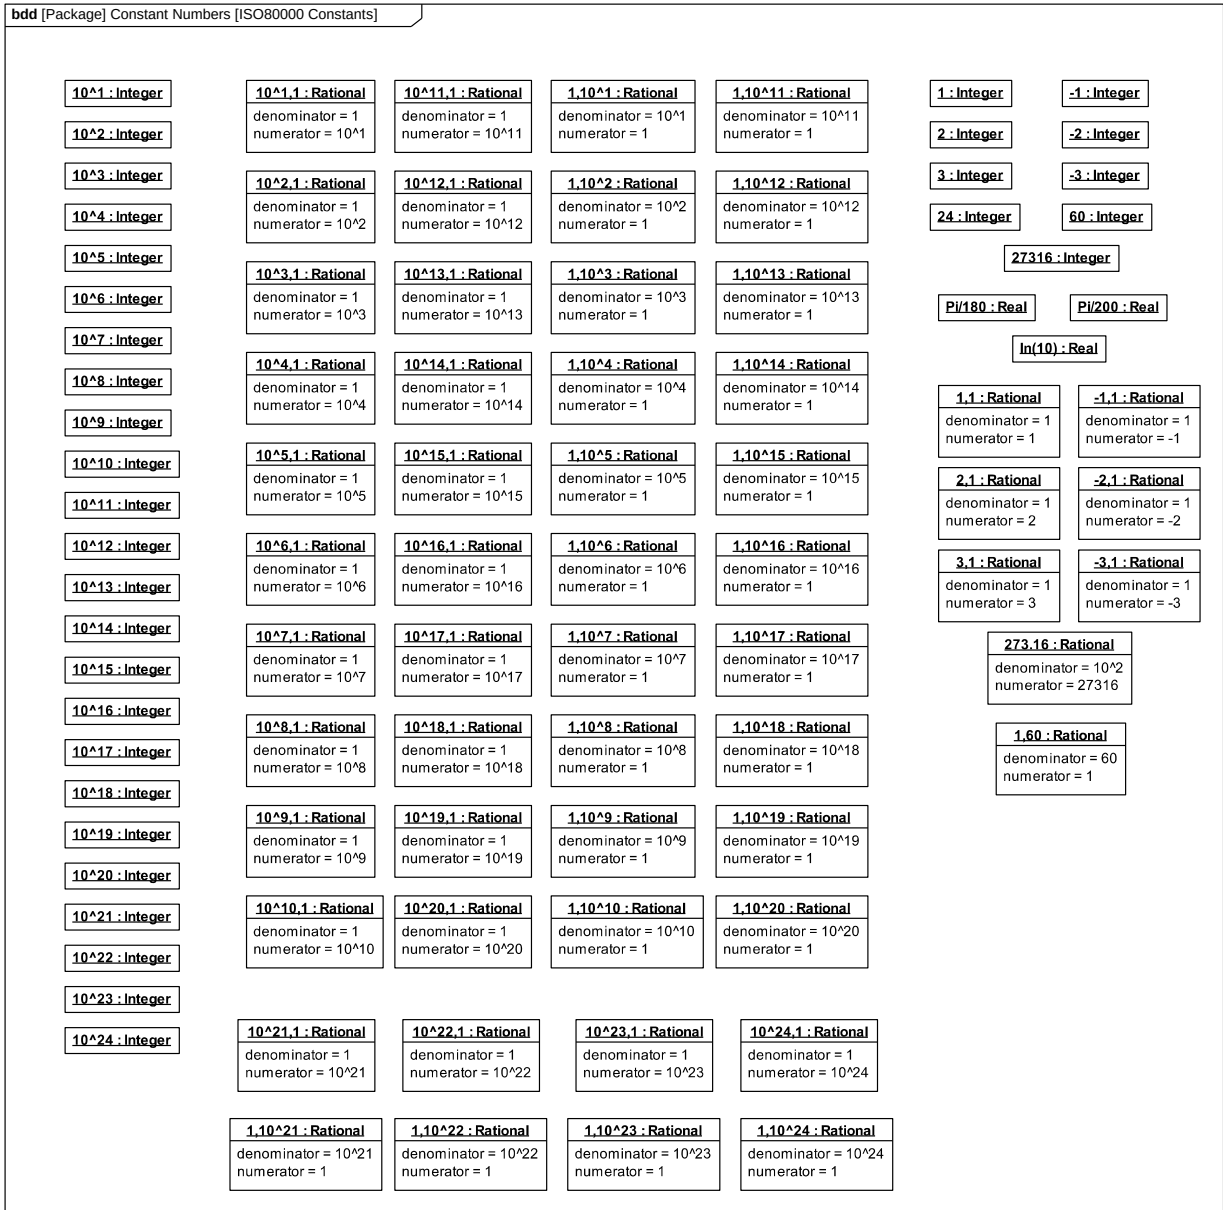 bdd [Package] Constant Numbers [ISO80000 Constants]
10^1 : Integer
10^2 : Integer
10^3 : Integer
10^4 : Integer
10^5 : Integer
10^6 : Integer
10^7 : Integer
10^8 : Integer
10^9 : Integer
10^10 : Integer
10^11 : Integer
10^12 : Integer
10^13 : Integer
10^14 : Integer
10^15 : Integer
10^16 : Integer
10^17 : Integer
10^18 : Integer
10^19 : Integer
10^20 : Integer
10^21 : Integer
10^22 : Integer
10^23 : Integer
10^24 : Integer
10^1,1 : Rational
denominator = 1
numerator = 10^1
10^2,1 : Rational
denominator = 1
numerator = 10^2
10^3,1 : Rational
denominator = 1
numerator = 10^3
10^4,1 : Rational
denominator = 1
numerator = 10^4
10^5,1 : Rational
denominator = 1
numerator = 10^5
10^6,1 : Rational
denominator = 1
numerator = 10^6
10^7,1 : Rational
denominator = 1
numerator = 10^7
10^8,1 : Rational
denominator = 1
numerator = 10^8
10^9,1 : Rational
denominator = 1
numerator = 10^9
10^10,1 : Rational
denominator = 1
numerator = 10^10
10^11,1 : Rational
denominator = 1
numerator = 10^11
10^12,1 : Rational
denominator = 1
numerator = 10^12
10^13,1 : Rational
denominator = 1
numerator = 10^13
10^14,1 : Rational
denominator = 1
numerator = 10^14
10^15,1 : Rational
denominator = 1
numerator = 10^15
10^16,1 : Rational
denominator = 1
numerator = 10^16
10^17,1 : Rational
denominator = 1
numerator = 10^17
10^18,1 : Rational
denominator = 1
numerator = 10^18
10^19,1 : Rational
denominator = 1
numerator = 10^19
10^20,1 : Rational
denominator = 1
numerator = 10^20
1,10^1 : Rational
denominator = 10^1
numerator = 1
1,10^2 : Rational
denominator = 10^2
numerator = 1
1,10^3 : Rational
denominator = 10^3
numerator = 1
1,10^4 : Rational
denominator = 10^4
numerator = 1
1,10^5 : Rational
denominator = 10^5
numerator = 1
1,10^6 : Rational
denominator = 10^6
numerator = 1
1,10^7 : Rational
denominator = 10^7
numerator = 1
1,10^8 : Rational
denominator = 10^8
numerator = 1
1,10^9 : Rational
denominator = 10^9
numerator = 1
1,10^10 : Rational
denominator = 10^10
numerator = 1
1,10^11 : Rational
denominator = 10^11
numerator = 1
1,10^12 : Rational
denominator = 10^12
numerator = 1
1,10^13 : Rational
denominator = 10^13
numerator = 1
1,10^14 : Rational
denominator = 10^14
numerator = 1
1,10^15 : Rational
denominator = 10^15
numerator = 1
1,10^16 : Rational
denominator = 10^16
numerator = 1
1,10^17 : Rational
denominator = 10^17
numerator = 1
1,10^18 : Rational
denominator = 10^18
numerator = 1
1,10^19 : Rational
denominator = 10^19
numerator = 1
1,10^20 : Rational
denominator = 10^20
numerator = 1
10^21,1 : Rational
denominator = 1
numerator = 10^21
10^22,1 : Rational
denominator = 1
numerator = 10^22
10^23,1 : Rational
denominator = 1
numerator = 10^23
10^24,1 : Rational
denominator = 1
numerator = 10^24
1,10^21 : Rational
denominator = 10^21
numerator = 1
1,10^22 : Rational
denominator = 10^22
numerator = 1
1,10^23 : Rational
denominator = 10^23
numerator = 1
1,10^24 : Rational
denominator = 10^24
numerator = 1
1 : Integer
-1 : Integer
2 : Integer
-2 : Integer
3 : Integer
-3 : Integer
24 : Integer
60 : Integer
27316 : Integer
Pi/180 : Real
Pi/200 : Real
ln(10) : Real
1,1 : Rational
denominator = 1
numerator = 1
-1,1 : Rational
denominator = 1
numerator = -1
2,1 : Rational
denominator = 1
numerator = 2
-2,1 : Rational
denominator = 1
numerator = -2
3,1 : Rational
denominator = 1
numerator = 3
-3,1 : Rational
denominator = 1
numerator = -3
273.16 : Rational
denominator = 10^2
numerator = 27316
1,60 : Rational
denominator = 60
numerator = 1